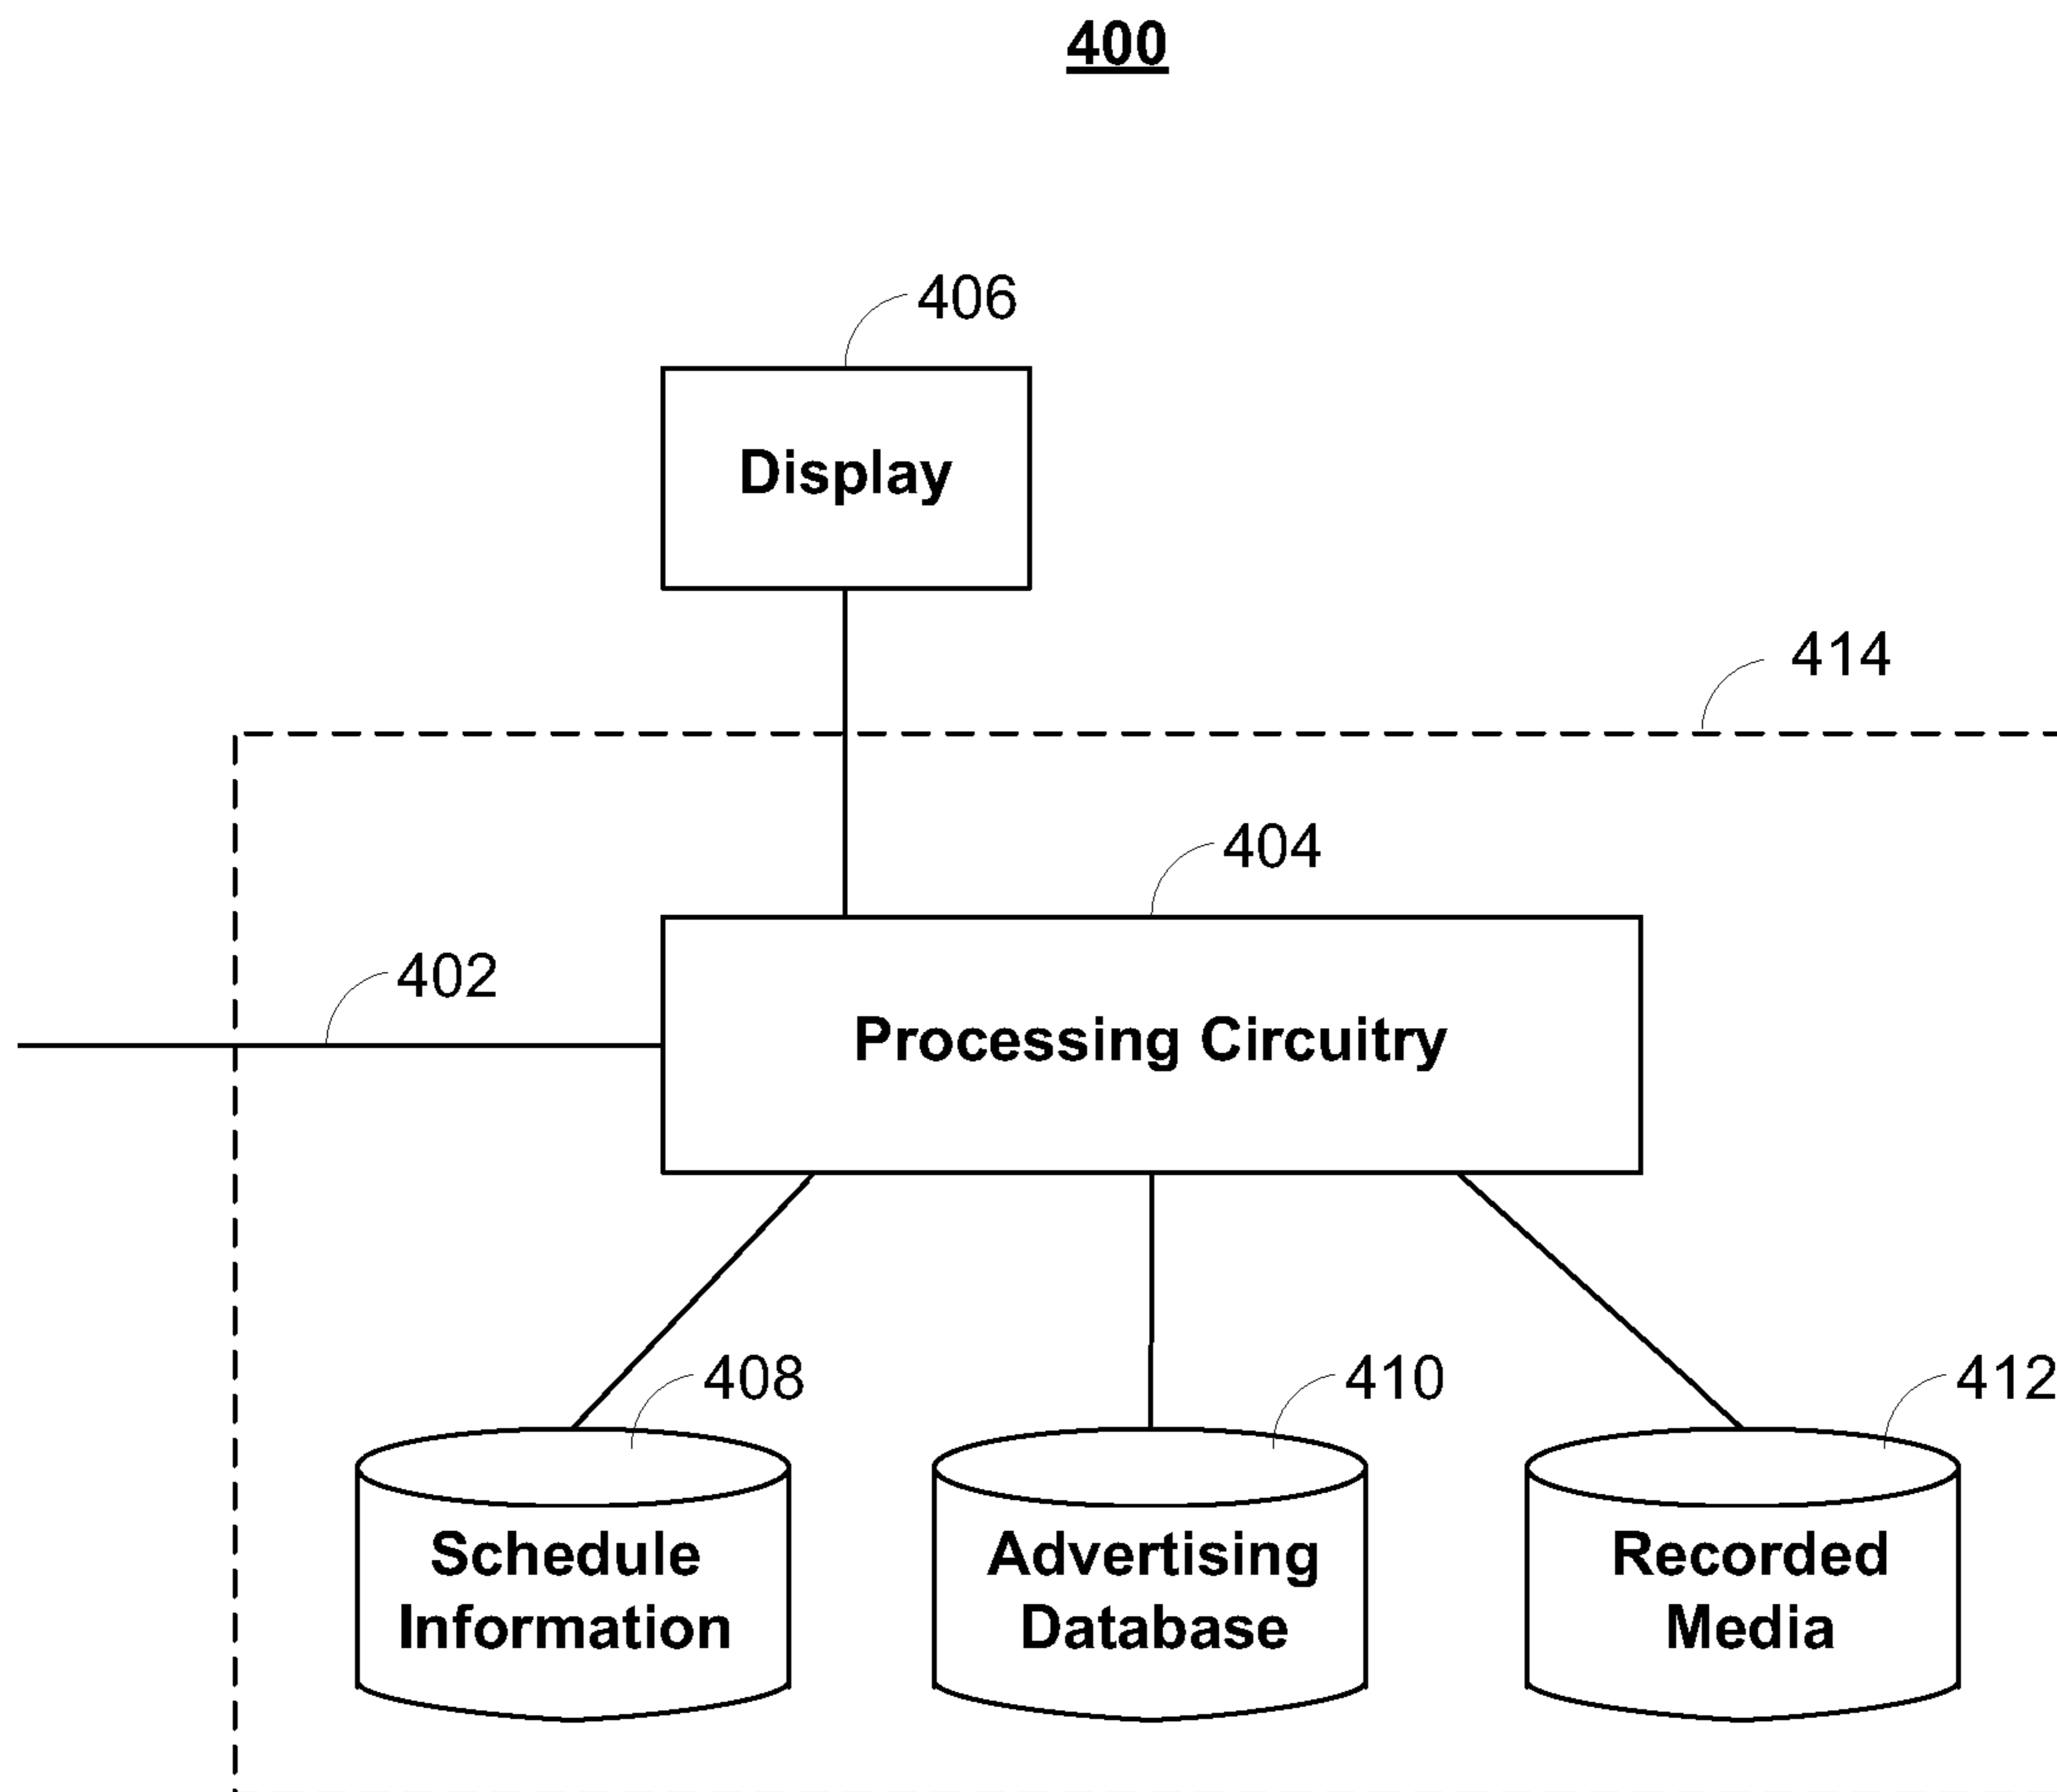 400
406
Display
414
404
402
Processing Circuitry
408
410
412
Schedule
Information
Advertising
Database
Recorded
Media